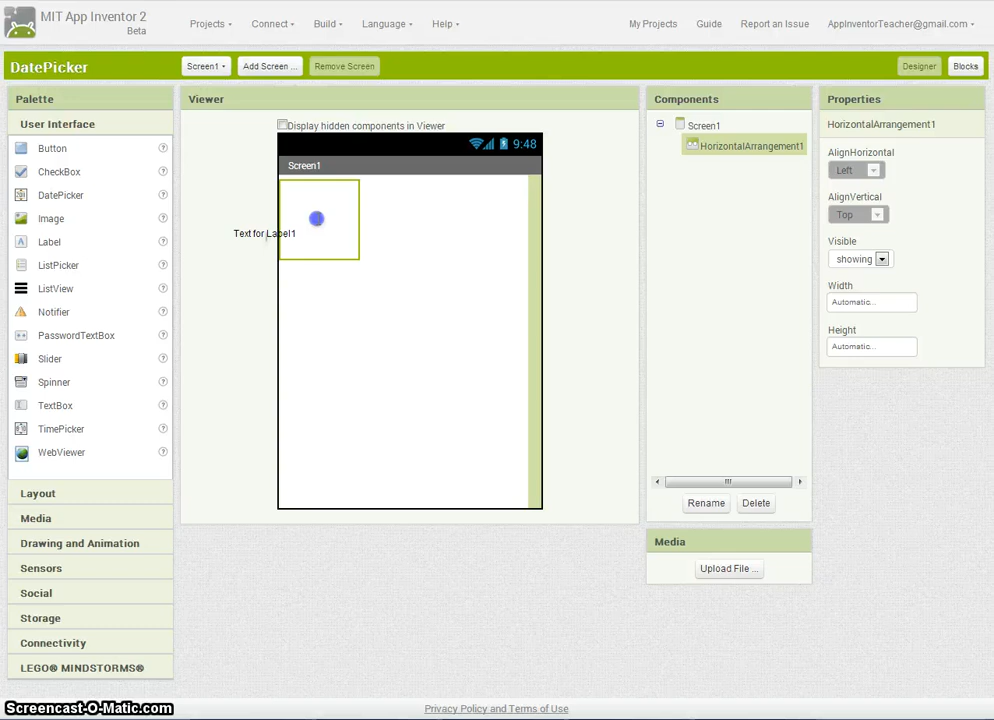 MIT App Inventor 2
Beta
Projects
Connect
Build
Language
Help
My Projects
Guide
Report an Issue
AppInventorTeacher@gmail.com
DatePicker
Screen1
Add Screen ...
Remove Screen
Designer
Blocks
Palette
User Interface
Button
CheckBox
DatePicker
Image
Label
ListPicker
ListView
Notifier
PasswordTextBox
Slider
Spinner
TextBox
TimePicker
WebViewer
Layout
Media
Drawing and Animation
Sensors
Social
Storage
Connectivity
LEGO® MINDSTORMS®
Viewer
Display hidden components in Viewer
9:48
Screen1
Text for Label1
Components
Screen1
HorizontalArrangement1
Rename
Delete
Media
Upload File ...
Properties
HorizontalArrangement1
AlignHorizontal
Left
AlignVertical
Top
Visible
showing
Width
Automatic...
Height
Automatic...
Screencast-O-Matic.com
Privacy Policy and Terms of Use